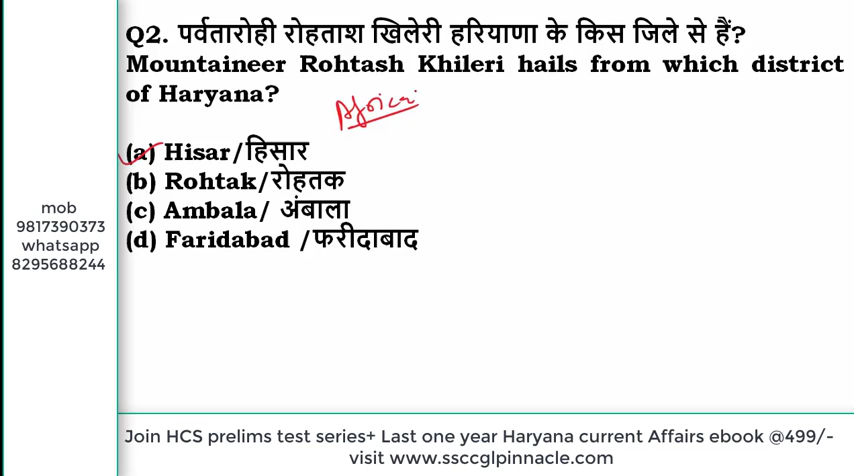 Q2. पर्वतारोही रोहताश खिलेरी हरियाणा के किस जिले से हैं?
Mountaineer Rohtash Khileri hails from which district
of Haryana?
Africa
(a) Hisar/हिसार
(b) Rohtak/रोहतक
(c) Ambala/ अंबाला
(d) Faridabad /फरीदाबाद
mob
9817390373
whatsapp
8295688244
Join HCS prelims test series+ Last one year Haryana current Affairs ebook @499/-
visit www.ssccglpinnacle.com